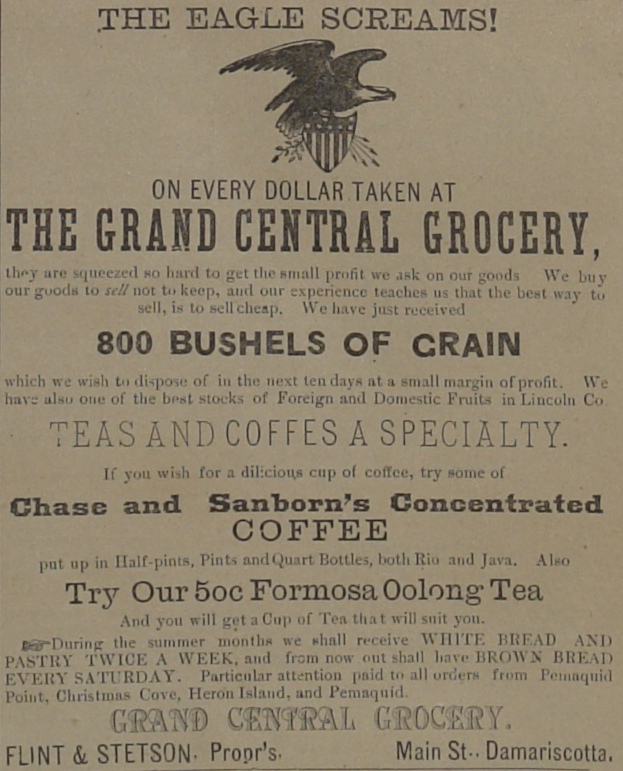 THE EAGLE SCREAMS!
ON EVERY DOLLAR TAKEN AT
THE GRAND CENTRAL GROCERY,
they are squeezed so hard to get the small profit we ask on our goods We buy
our goods to sell not to keep, and our experience teaches us that the best way to
sell, is to sell cheap. We have just received
800 BUSHELS OF GRAIN
which we wish to dispose of in the next ten days at a small margin of profit. We
have also one of the best stocks of Foreign and Domestic Fruits in Lincoln Co
TEAS AND COFFES A SPECIALTY.
If you wish for a dilicious cup of coffee, try some of
Chase and Sanborn's Concentrated
COFFEE
put up in Half-pints, Pints and Quart Bottles, both Rio and Java. Also
Try Our 50c Formosa Oolong Tea
And you will get a Cup of Tea that will suit you.
☞During the summer months we shall receive WHITE BREAD AND
PASTRY TWICE A WEEK, and from now out shall have BROWN BREAD
EVERY SATURDAY. Particular attention paid to all orders from Pemaquid
Point, Christmas Cove, Heron Island, and Pemaquid.
GRAND CENTRAL GROCERY.
FLINT & STETSON. Propr's. Main St.. Damariscotta.